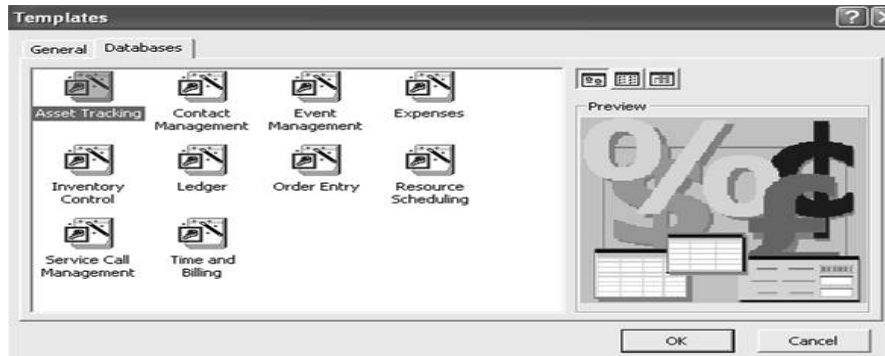 Templates
General Databases
Asset Tracking
Contact Management
Event Management
Expenses
Inventory Control
Ledger
Order Entry
Resource Scheduling
Service Call Management
Time and Billing
Preview
% $ £ ¢
OK Cancel